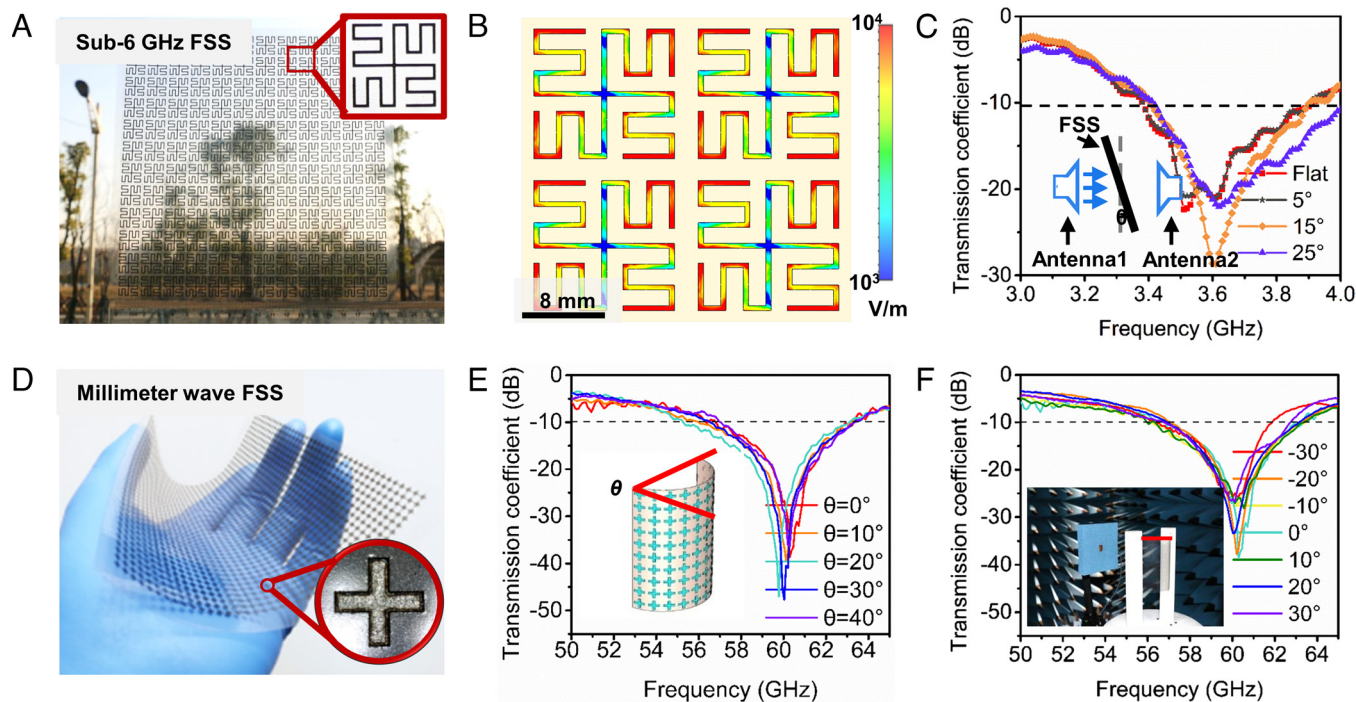 A
Sub-6 GHz FSS
B
10⁴
10³
V/m
8 mm
C
Transmission coefficient (dB)
0
-10
-20
-30
3.0
3.2
3.4
3.6
3.8
4.0
Frequency (GHz)
FSS
θ
Antenna1
Antenna2
Flat
5°
15°
25°
D
Millimeter wave FSS
E
Transmission coefficient (dB)
0
-10
-20
-30
-40
-50
50
52
54
56
58
60
62
64
Frequency (GHz)
θ
θ=0°
θ=10°
θ=20°
θ=30°
θ=40°
F
Transmission coefficient (dB)
0
-10
-20
-30
-40
-50
50
52
54
56
58
60
62
64
Frequency (GHz)
-30°
-20°
-10°
0°
10°
20°
30°